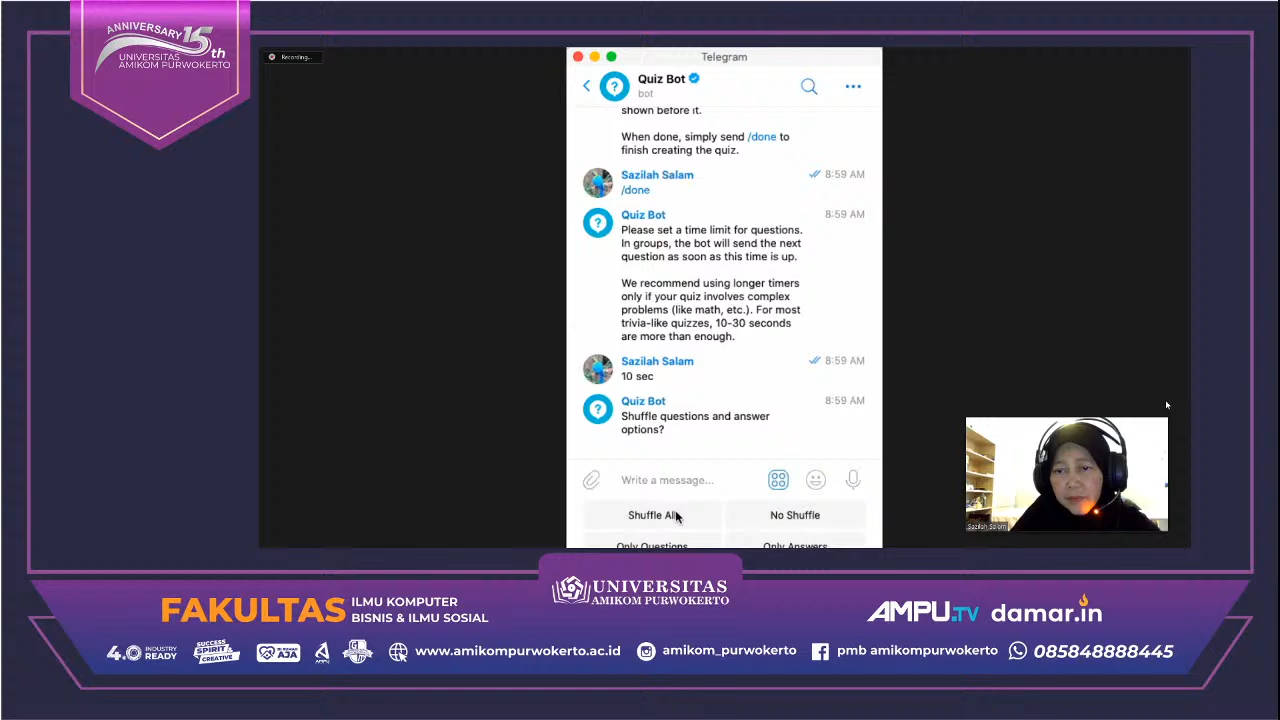 ANNIVERSARY 15th
UNIVERSITAS
AMIKOM PURWOKERTO
Recording...
Telegram
Quiz Bot
bot
shown before it.
When done, simply send /done to
finish creating the quiz.
Sazilah Salam 8:59 AM
/done
Quiz Bot 8:59 AM
Please set a time limit for questions.
In groups, the bot will send the next
question as soon as this time is up.
We recommend using longer timers
only if your quiz involves complex
problems (like math, etc.). For most
trivia-like quizzes, 10-30 seconds
are more than enough.
Sazilah Salam 8:59 AM
10 sec
Quiz Bot 8:59 AM
Shuffle questions and answer
options?
Write a message...
Shuffle All No Shuffle
Only Questions Only Answers
Sazilah Salam
UNIVERSITAS
AMIKOM PURWOKERTO
FAKULTAS ILMU KOMPUTER
BISNIS & ILMU SOSIAL
AMPU.TV damar.in
4.0 INDUSTRY READY
SUCCESS SPIRIT CREATIVE
AJA
www.amikompurwokerto.ac.id
amikom_purwokerto
pmb amikompurwokerto
085848888445